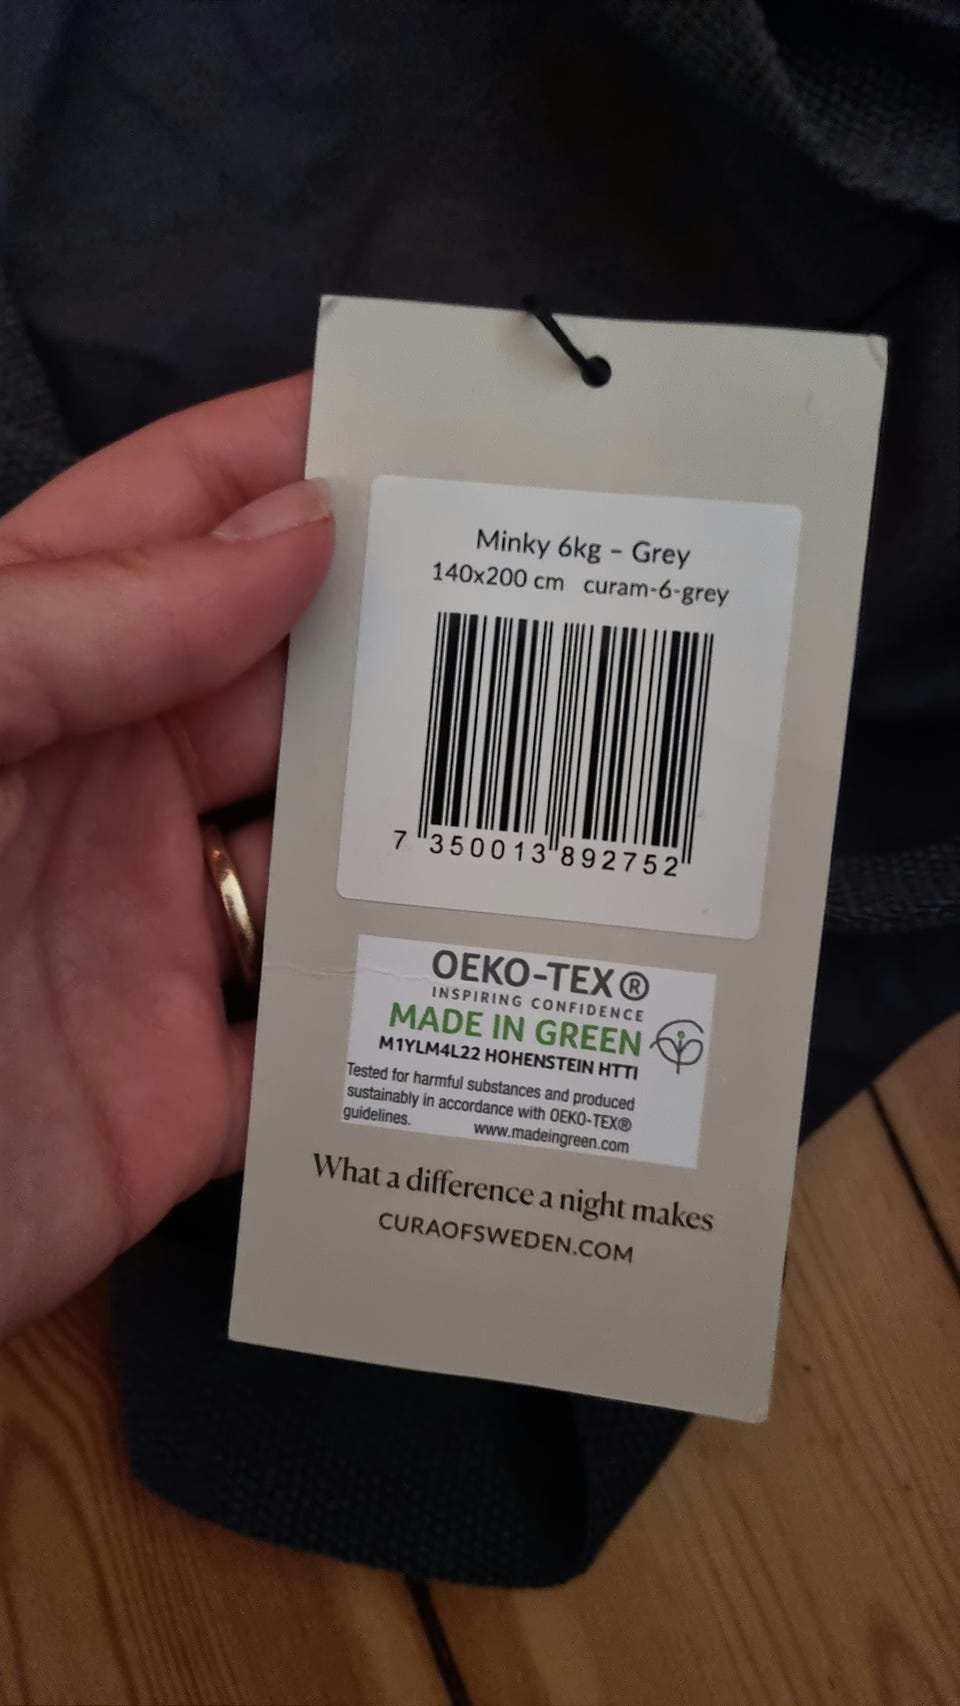 Minky 6kg – Grey
140x200 cm curam-6-grey
7 350013 892752
OEKO-TEX®
INSPIRING CONFIDENCE
MADE IN GREEN
M1YLM4L22 HOHENSTEIN HTTI
Tested for harmful substances and produced
sustainably in accordance with OEKO-TEX®
guidelines. www.madeingreen.com
What a difference a night makes
CURAOFSWEDEN.COM